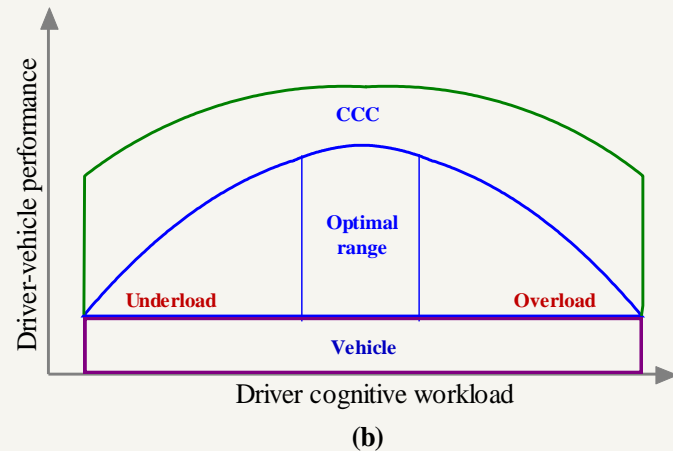 Driver-vehicle performance
CCC
Optimal
range
Underload
Overload
Vehicle
Driver cognitive workload
(b)